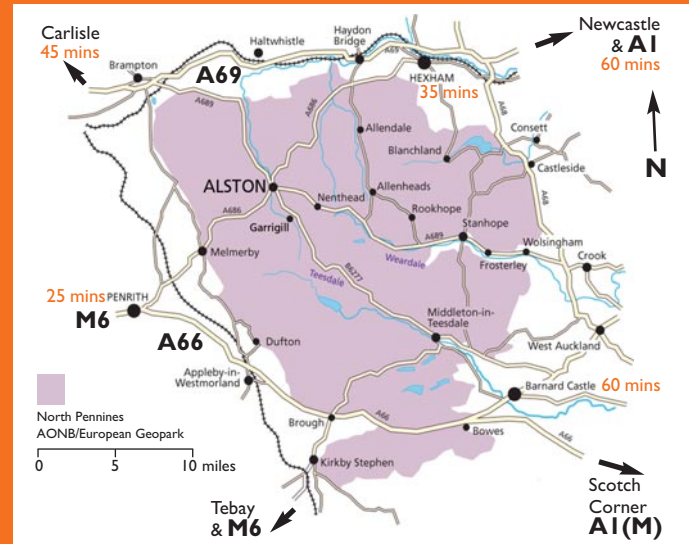 Carlisle
45 mins
Brampton
Haltwhistle
Haydon
Bridge
A69
A69
HEXHAM
35 mins
Newcastle
& A1
60 mins
N
A689
A686
A68
Allendale
Blanchland
Consett
Castleside
ALSTON
Nenthead
Allenheads
Rookhope
Stanhope
A68
A686
Garrigill
A689
Wolsingham
Crook
Melmerby
Weardale
Frosterley
Teesdale
B6277
25 mins
PENRITH
M6
A66
Middleton-in-
Teesdale
Dufton
West Auckland
Appleby-in-
Westmorland
Barnard Castle
60 mins
North Pennines
AONB/European Geopark
0 5 10 miles
Brough
A66
Bowes
A66
Kirkby Stephen
Tebay
& M6
Scotch
Corner
A1(M)